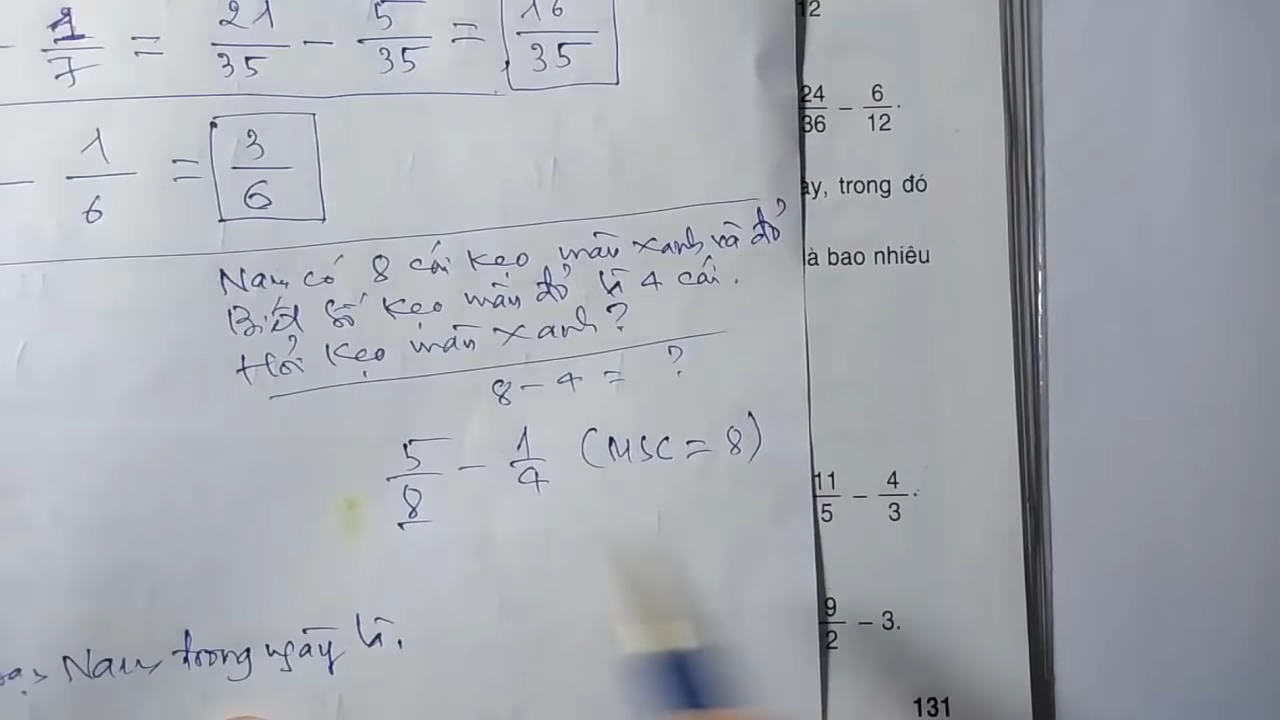 - 1/7 = 21/35 - 5/35 = 16/35
- 1/6 = 3/6
Nam có 8 cái kẹo màu xanh và đỏ
Biết số kẹo màu đỏ là 4 cái.
Hỏi kẹo màu xanh?
8 - 4 = ?
5/8 - 1/4 (MSC = 8)
Nam trong ngày là.
12
24/36 - 6/12.
ày, trong đó
là bao nhiêu
11/5 - 4/3.
9/2 - 3.
131